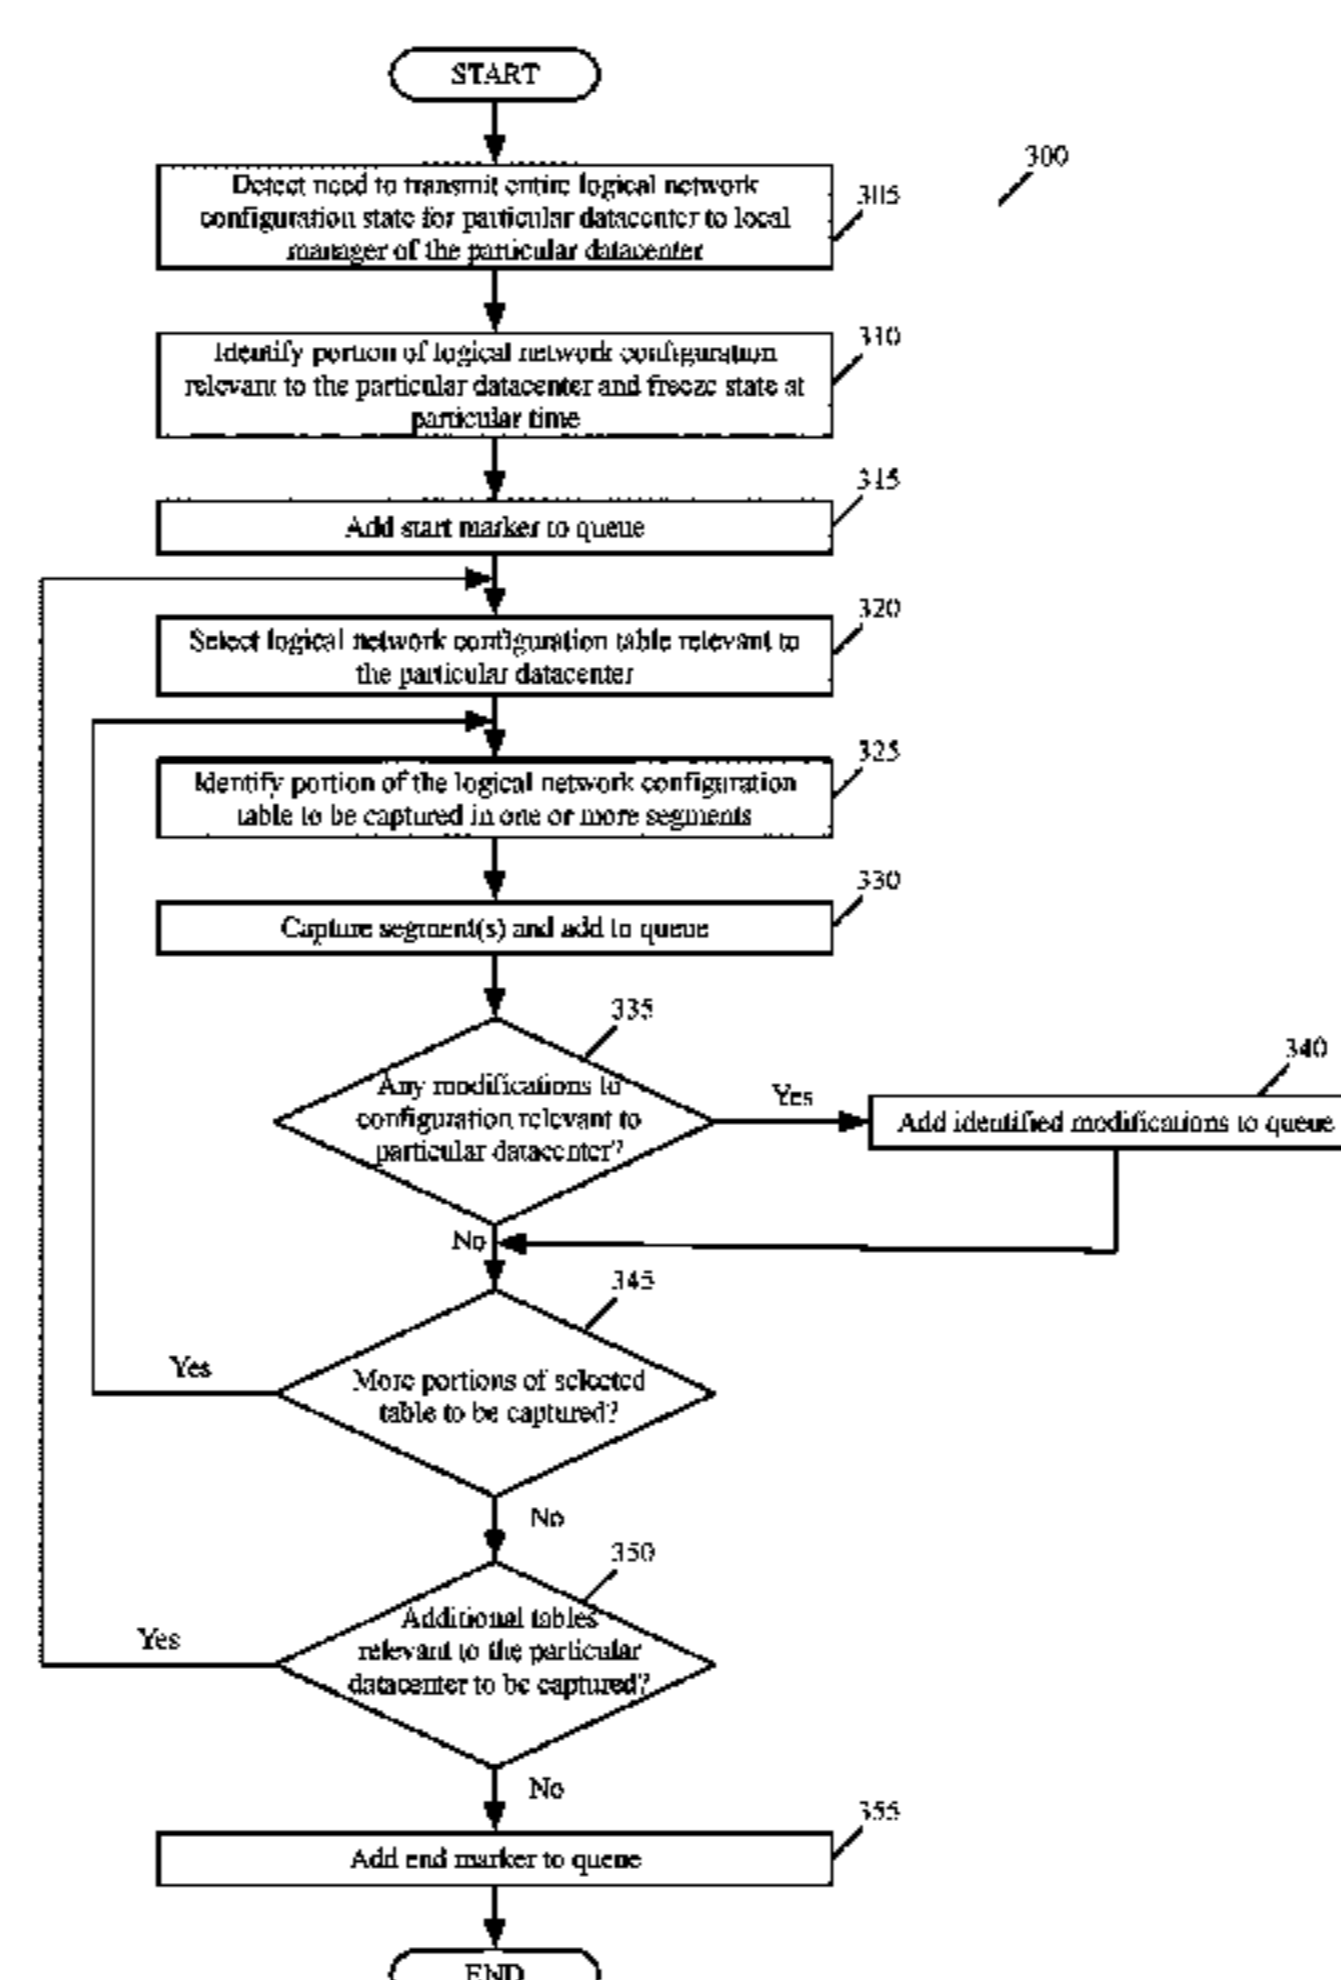 START
300
305
Detect need to transmit entire logical network
configuration state for particular datacenter to local
manager of the particular datacenter
310
Identify portion of logical network configuration
relevant to the particular datacenter and freeze state at
particular time
315
Add start marker to queue
320
Select logical network configuration table relevant to
the particular datacenter
325
Identify portion of the logical network configuration
table to be captured in one or more segments
330
Capture segment(s) and add to queue
335
Any modifications to
configuration relevant to
particular datacenter?
Yes
340
Add identified modifications to queue
No
345
More portions of selected
table to be captured?
Yes
No
350
Additional tables
relevant to the particular
datacenter to be captured?
Yes
No
355
Add end marker to queue
END